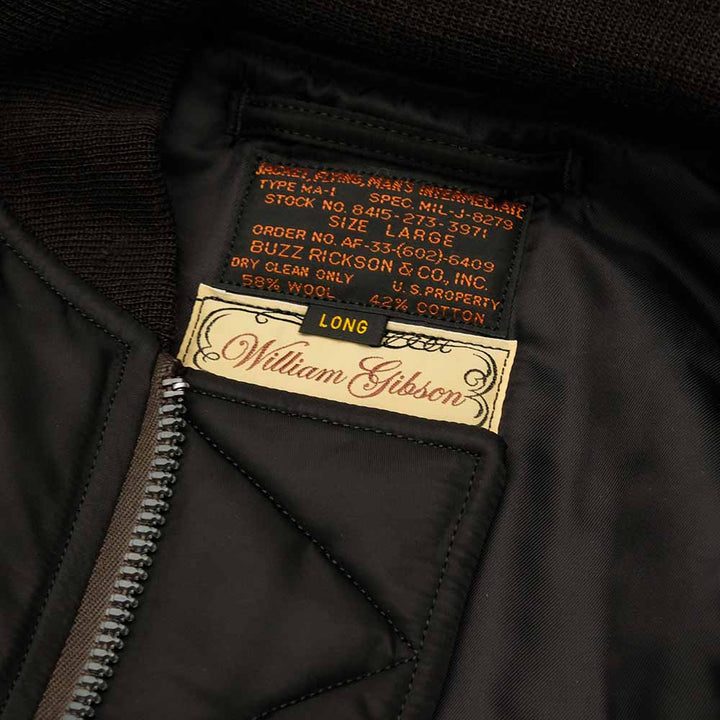 JACKET, FLYING, MAN'S INTERMEDIATE
TYPE MA-1 SPEC. MIL-J-8279
STOCK NO. 8415-273-3971
SIZE LARGE
ORDER NO. AF-33-(602)-6409
BUZZ RICKSON & CO., INC.
DRY CLEAN ONLY U.S. PROPERTY
58% WOOL 42% COTTON
LONG
William Gibson